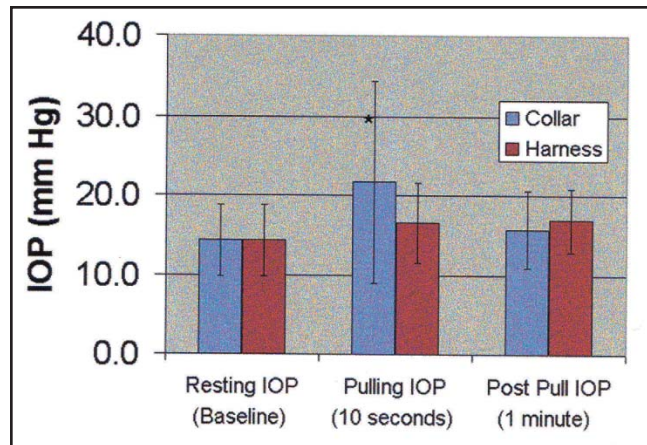 40.0
30.0
20.0
10.0
0.0
IOP (mm Hg)
*
Collar
Harness
Resting IOP
(Baseline)
Pulling IOP
(10 seconds)
Post Pull IOP
(1 minute)